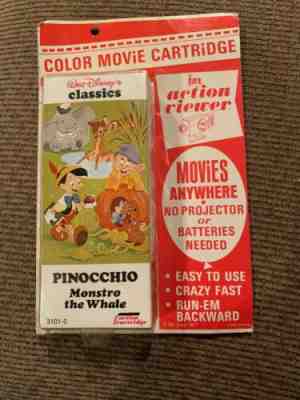 COLOR MOVIE CARTRIDGE
Walt Disney's
classics
PINOCCHIO
Monstro
the Whale
3101-C
for
action
viewer
MOVIES
ANYWHERE
NO PROJECTOR
or
BATTERIES
NEEDED
• EASY TO USE
• CRAZY FAST
• RUN-EM
BACKWARD